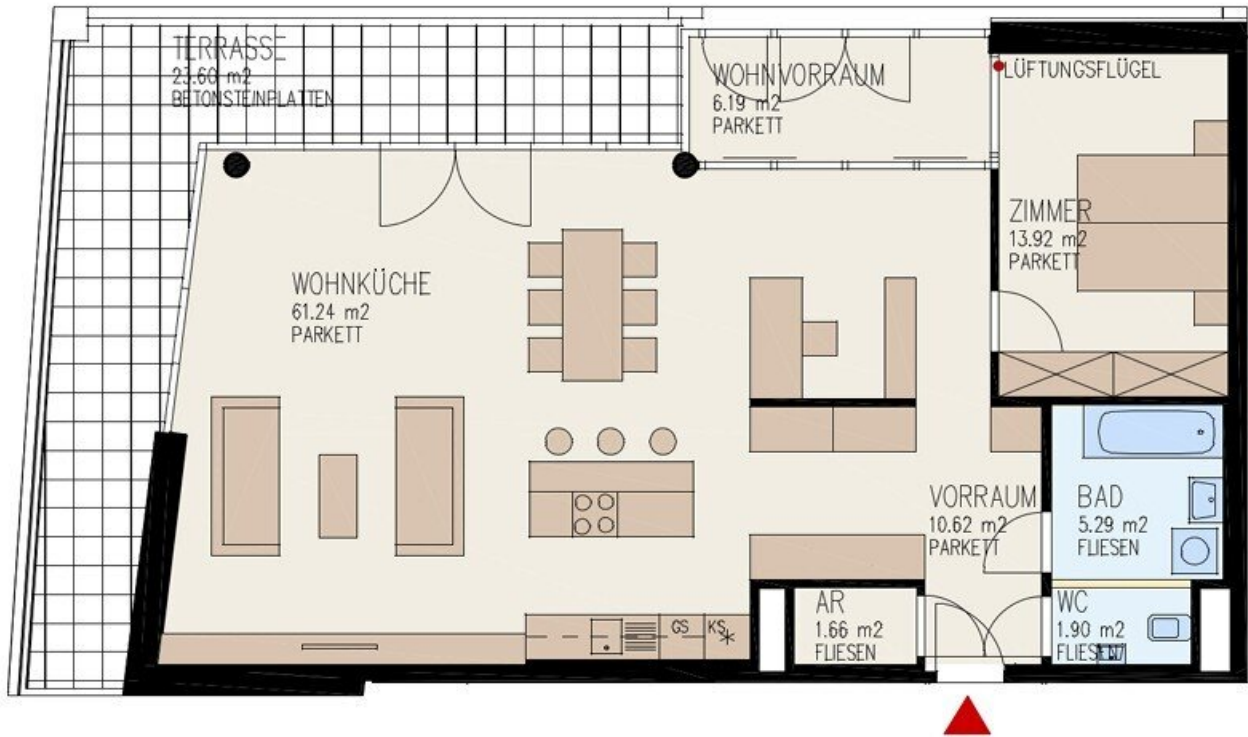 TERRASSE
23.60 m2
BETONSTEINPLATTEN
WOHNVORRAUM
6.19 m2
PARKETT
LÜFTUNGSFLÜGEL
ZIMMER
13.92 m2
PARKETT
WOHNKÜCHE
61.24 m2
PARKETT
VORRAUM
10.62 m2
PARKETT
BAD
5.29 m2
FLIESEN
AR
1.66 m2
FLIESEN
WC
1.90 m2
FLIESEN
GS
KS